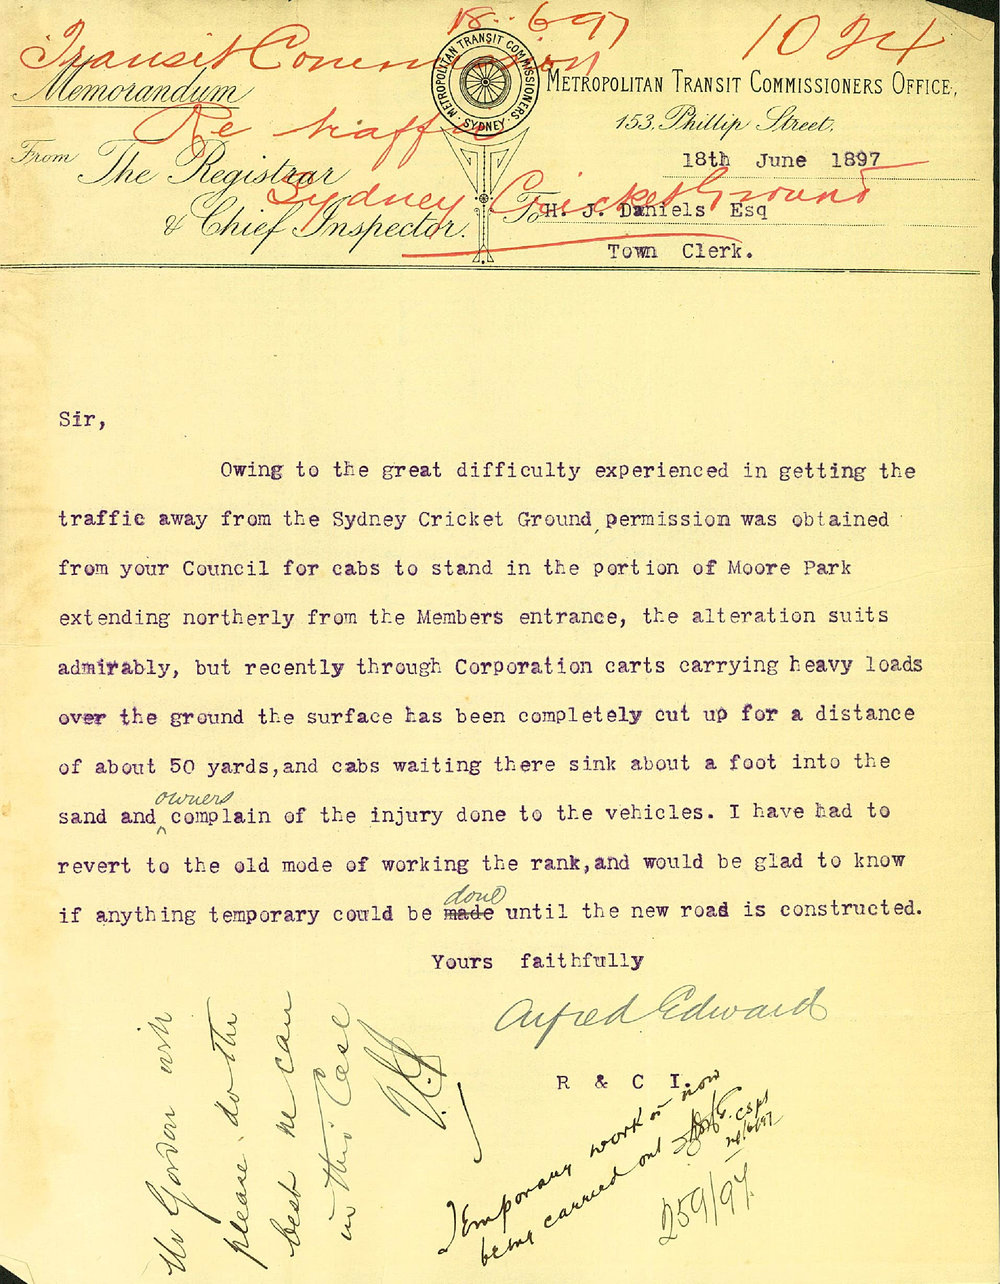 18.6.97
1024
Transit Commission
Re traffic
Sydney Cricket Ground
METROPOLITAN TRANSIT COMMISSIONERS
SYDNEY
Memorandum
From The Registrar
& Chief Inspector.
METROPOLITAN TRANSIT COMMISSIONERS OFFICE,
153, Phillip Street,
18th June 1897
To H. J. Daniels Esq
Town Clerk.
Sir,
Owing to the great difficulty experienced in getting the
traffic away from the Sydney Cricket Ground, permission was obtained
from your Council for cabs to stand in the portion of Moore Park
extending northerly from the Members entrance, the alteration suits
admirably, but recently through Corporation carts carrying heavy loads
over the ground the surface has been completely cut up for a distance
of about 50 yards,and cabs waiting there sink about a foot into the
owners
sand and complain of the injury done to the vehicles. I have had to
revert to the old mode of working the rank,and would be glad to know
done
if anything temporary could be made until the new road is constructed.
Yours faithfully
Alfred Edward
R & C I.
Mr Gordon will
please do the
best he can
in this case
Temporary work is now
being carried out
259/97.